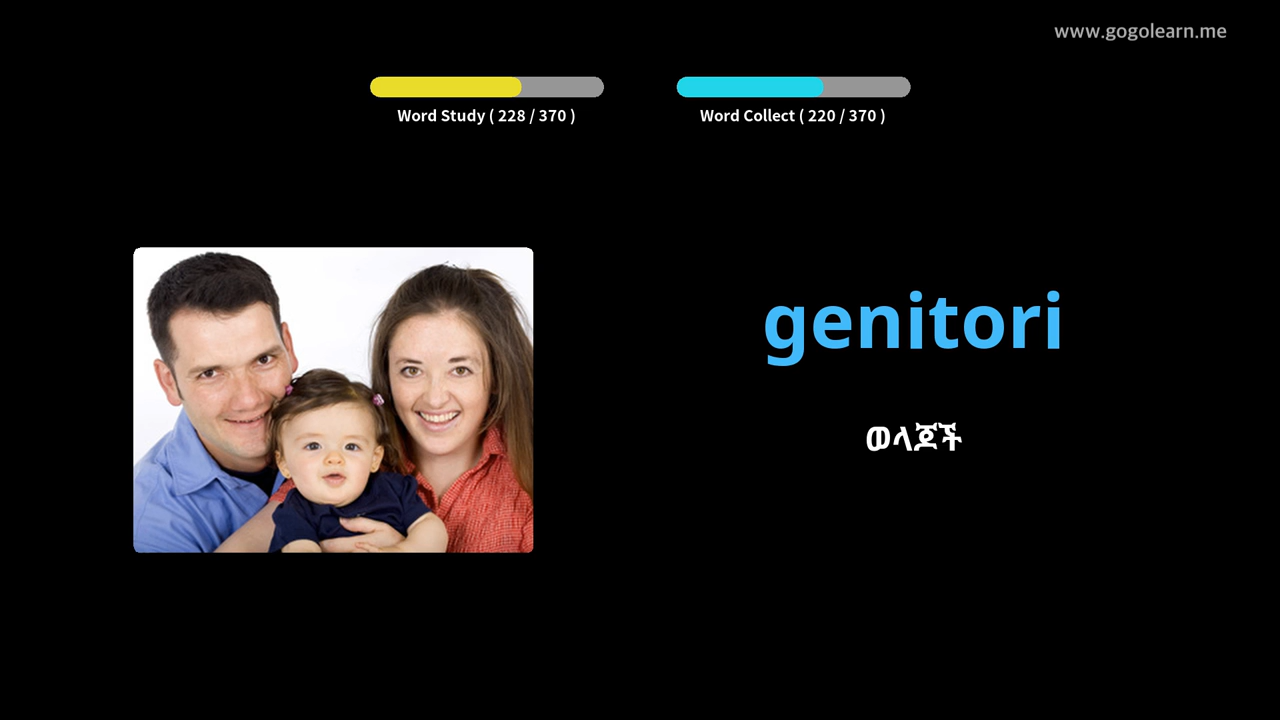 www.gogolearn.me
Word Study ( 228 / 370 )
Word Collect ( 220 / 370 )
genitori
ወላጆች